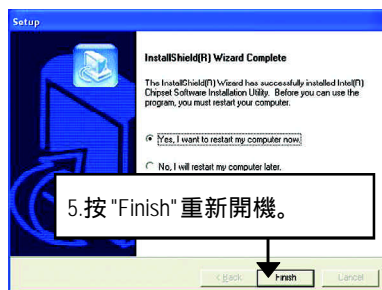 Setup
InstallShield(R) Wizard Complete
The InstallShield(R) Wizard has successfully installed Intel(R)
Chipset Software Installation Utility. Before you can use the
program, you must restart your computer.
Yes, I want to restart my computer now.
No, I will restart my computer later.
5.按"Finish"重新開機。
< Back
Finish
Cancel